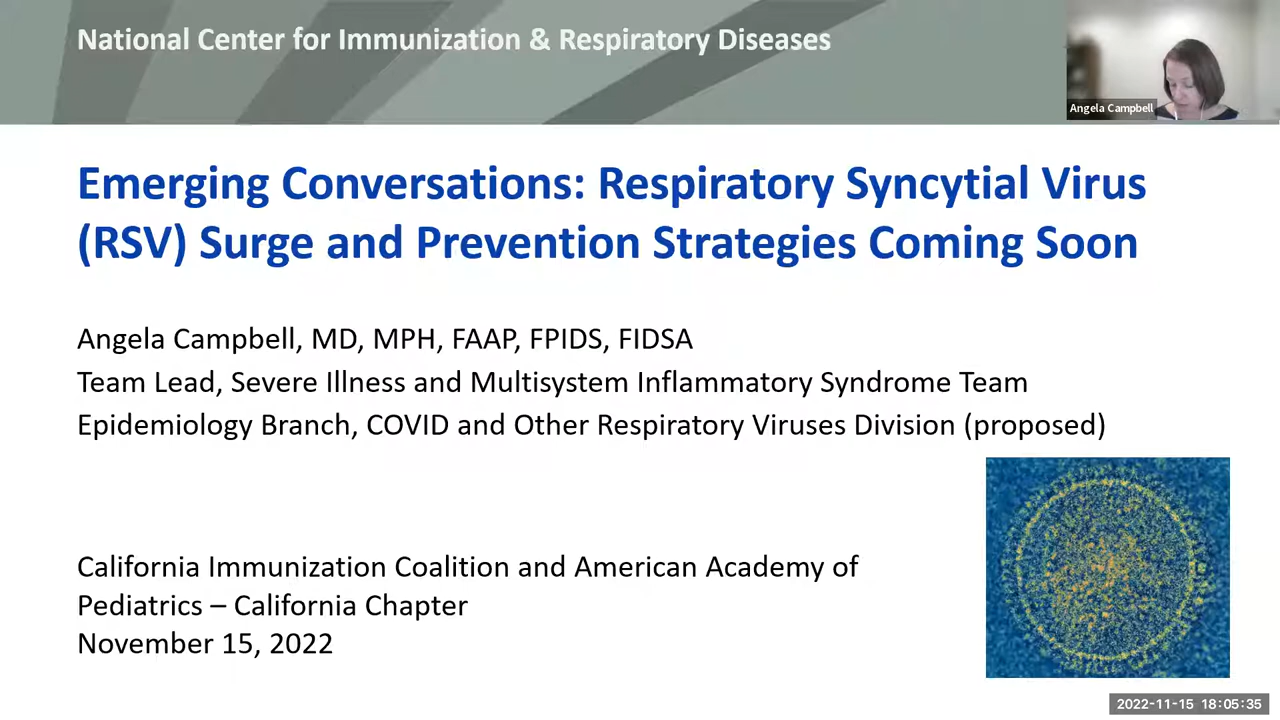 National Center for Immunization & Respiratory Diseases
Angela Campbell
Emerging Conversations: Respiratory Syncytial Virus
(RSV) Surge and Prevention Strategies Coming Soon
Angela Campbell, MD, MPH, FAAP, FPIDS, FIDSA
Team Lead, Severe Illness and Multisystem Inflammatory Syndrome Team
Epidemiology Branch, COVID and Other Respiratory Viruses Division (proposed)
California Immunization Coalition and American Academy of
Pediatrics – California Chapter
November 15, 2022
2022-11-15 18:05:35